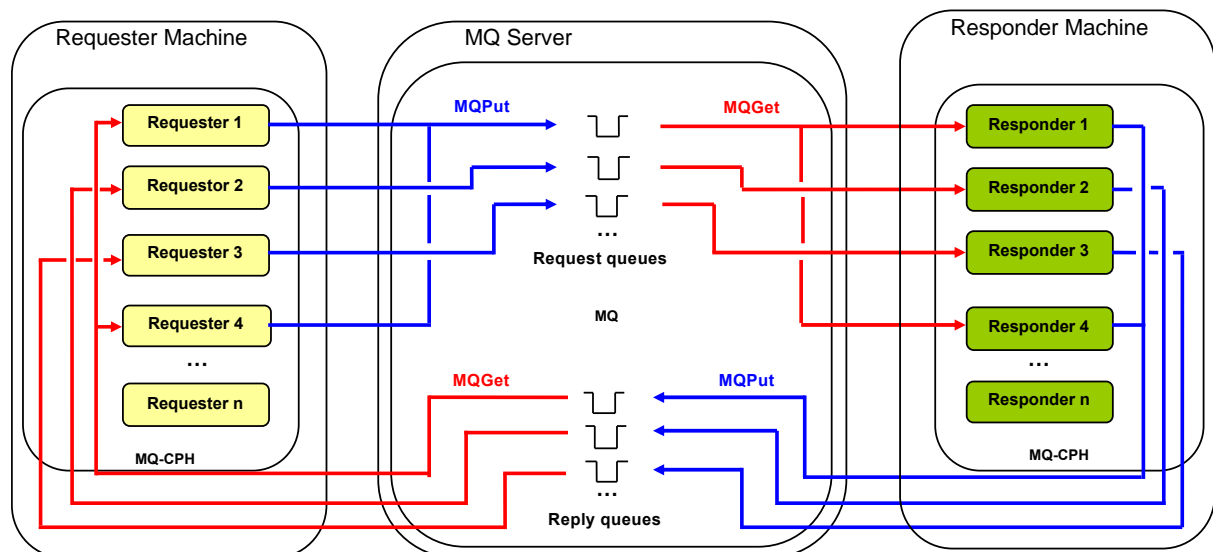 Requester Machine
MQ Server
Responder Machine
MQPut
MQGet
Requester 1
Responder 1
Requestor 2
Responder 2
Requester 3
...
Responder 3
Request queues
MQ
Requester 4
Responder 4
...
...
MQGet
MQPut
Requester n
Responder n
MQ-CPH
MQ-CPH
...
Reply queues